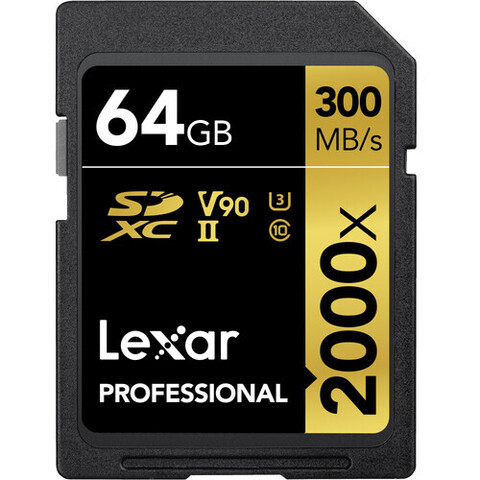 64GB
300
MB/s
SD
XC
V90
II
3
10
2000x
Lexar
PROFESSIONAL